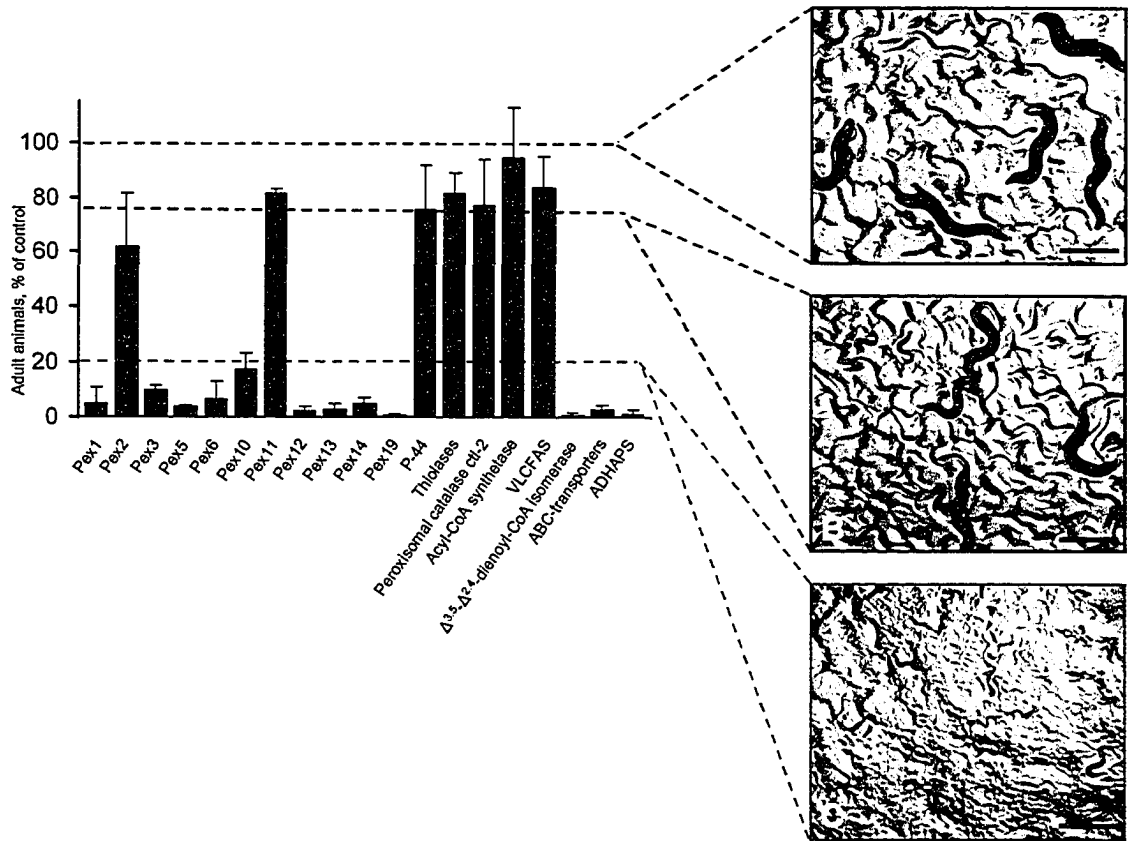 Adult animals, % of control
100
80
60
40
20
0
Pex1
Pex2
Pex3
Pex5
Pex6
Pex10
Pex11
Pex12
Pex13
Pex14
Pex19
P-44
Thiolases
Peroxisomal catalase ctl-2
Acyl-CoA synthetase
VLCFAS
Δ3,5-Δ2,4-dienoyl-CoA isomerase
ABC-transporters
ADHAPS
B